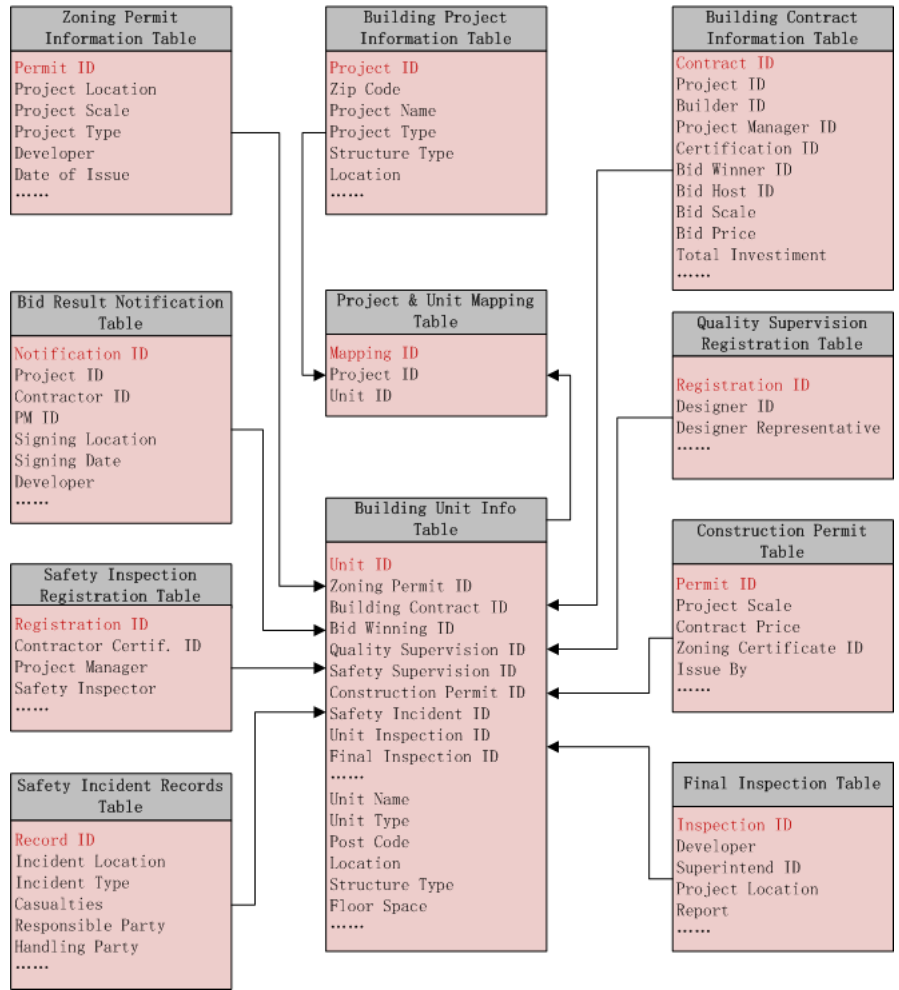 Zoning Permit
Information Table
Permit ID
Project Location
Project Scale
Project Type
Developer
Date of Issue
······
Building Project
Information Table
Project ID
Zip Code
Project Name
Project Type
Structure Type
Location
······
Building Contract
Information Table
Contract ID
Project ID
Builder ID
Project Manager ID
Certification ID
Bid Winner ID
Bid Host ID
Bid Scale
Bid Price
Total Investiment
······
Bid Result Notification
Table
Notification ID
Project ID
Contractor ID
PM ID
Signing Location
Signing Date
Developer
······
Project & Unit Mapping
Table
Mapping ID
Project ID
Unit ID
Quality Supervision
Registration Table
Registration ID
Designer ID
Designer Representative
······
Safety Inspection
Registration Table
Registration ID
Contractor Certif. ID
Project Manager
Safety Inspector
······
Building Unit Info
Table
Unit ID
Zoning Permit ID
Building Contract ID
Bid Winning ID
Quality Supervision ID
Safety Supervision ID
Construction Permit ID
Safety Incident ID
Unit Inspection ID
Final Inspection ID
······
Unit Name
Unit Type
Post Code
Location
Structure Type
Floor Space
······
Construction Permit
Table
Permit ID
Project Scale
Contract Price
Zoning Certificate ID
Issue By
······
Safety Incident Records
Table
Record ID
Incident Location
Incident Type
Casualties
Responsible Party
Handling Party
······
Final Inspection Table
Inspection ID
Developer
Superintend ID
Project Location
Report
······